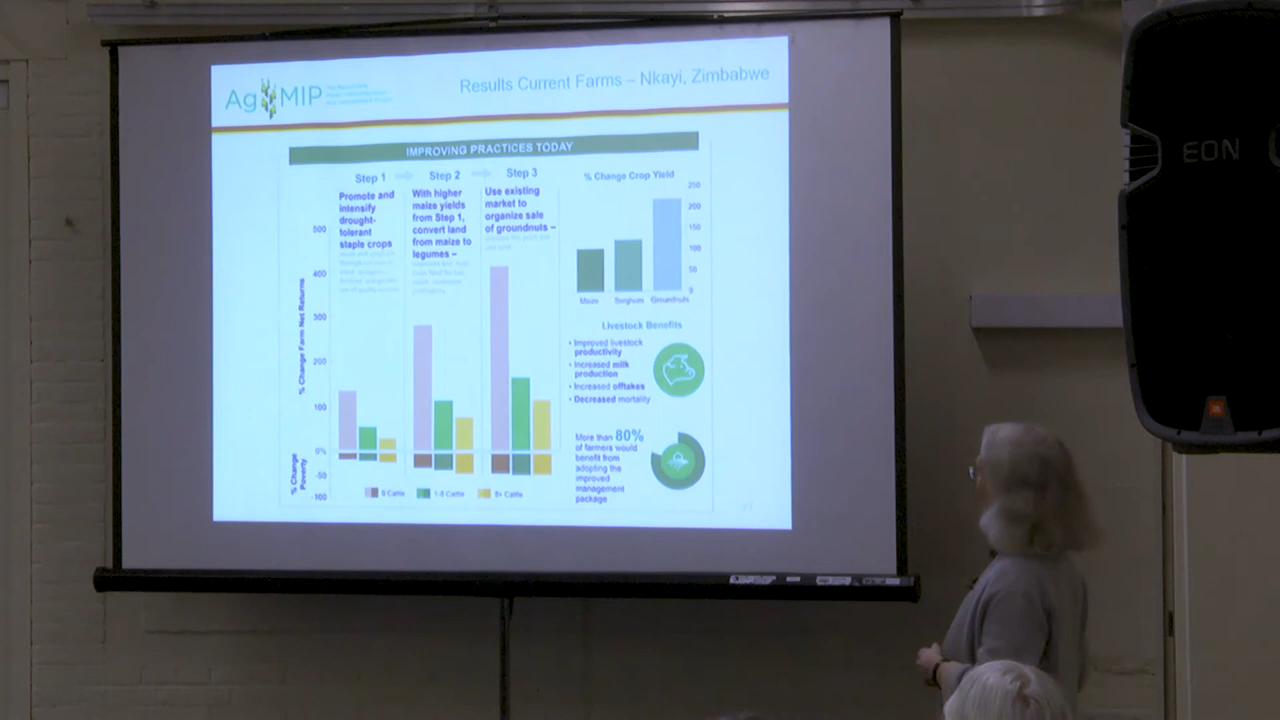 AgMIP
Results Current Farms – Nkayi, Zimbabwe
IMPROVING PRACTICES TODAY
Step 1
Step 2
Step 3
Promote and
intensify
drought-
tolerant
staple crops
With higher
maize yields
from Step 1,
convert land
from maize to
legumes –
Use existing
market to
organize sale
of groundnuts –
% Change Farm Net Returns
500
400
300
200
100
0%
% Change
Poverty
-50
-100
0 Cattle
1-8 Cattle
8+ Cattle
% Change Crop Yield
250
200
150
100
50
0
Maize
Sorghum
Groundnuts
Livestock Benefits
• Improved livestock
productivity
• Increased milk
production
• Increased offtakes
• Decreased mortality
More than 80%
of farmers would
benefit from
adopting the
improved
management
package
EON
JBL